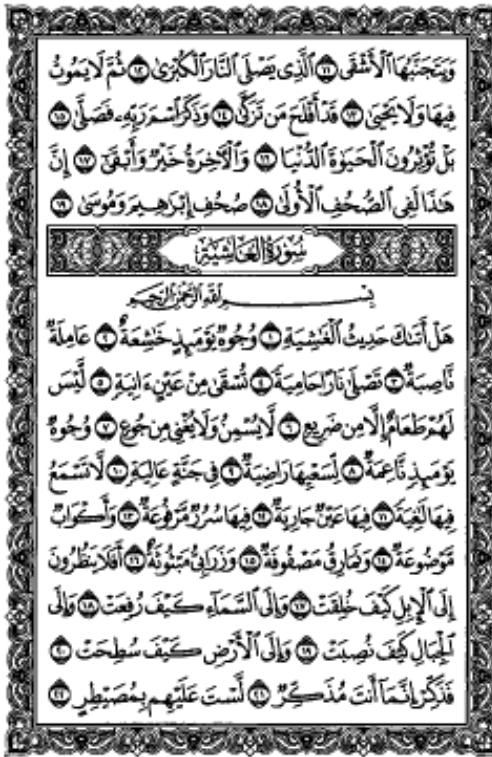 وَيَتَجَنَّبُهَا ٱلۡأَشۡقَى ١١ ٱلَّذِي يَصۡلَى ٱلنَّارَ ٱلۡكُبۡرَىٰ ١٢ ثُمَّ لَا يَمُوتُ
فِيهَا وَلَا يَحۡيَىٰ ١٣ قَدۡ أَفۡلَحَ مَن تَزَكَّىٰ ١٤ وَذَكَرَ ٱسۡمَ رَبِّهِۦ فَصَلَّىٰ ١٥
بَلۡ تُؤۡثِرُونَ ٱلۡحَيَوٰةَ ٱلدُّنۡيَا ١٦ وَٱلۡأٓخِرَةُ خَيۡرٞ وَأَبۡقَىٰٓ ١٧ إِنَّ
هَٰذَا لَفِي ٱلصُّحُفِ ٱلۡأُولَىٰ ١٨ صُحُفِ إِبۡرَٰهِيمَ وَمُوسَىٰ ١٩
سُورَةُ الغَاشِيَةِ
بِسۡمِ ٱللَّهِ ٱلرَّحۡمَٰنِ ٱلرَّحِيمِ
هَلۡ أَتَىٰكَ حَدِيثُ ٱلۡغَٰشِيَةِ ١ وُجُوهٞ يَوۡمَئِذٍ خَٰشِعَةٌ ٢ عَامِلَةٞ
نَّاصِبَةٞ ٣ تَصۡلَىٰ نَارًا حَامِيَةٗ ٤ تُسۡقَىٰ مِنۡ عَيۡنٍ ءَانِيَةٖ ٥ لَّيۡسَ
لَهُمۡ طَعَامٌ إِلَّا مِن ضَرِيعٖ ٦ لَّا يُسۡمِنُ وَلَا يُغۡنِي مِن جُوعٖ ٧ وُجُوهٞ
يَوۡمَئِذٖ نَّاعِمَةٞ ٨ لِّسَعۡيِهَا رَاضِيَةٞ ٩ فِي جَنَّةٍ عَالِيَةٖ ١٠ لَّا تَسۡمَعُ
فِيهَا لَٰغِيَةٗ ١١ فِيهَا عَيۡنٞ جَارِيَةٞ ١٢ فِيهَا سُرُرٞ مَّرۡفُوعَةٞ ١٣ وَأَكۡوَابٞ
مَّوۡضُوعَةٞ ١٤ وَنَمَارِقُ مَصۡفُوفَةٞ ١٥ وَزَرَابِيُّ مَبۡثُوثَةٌ ١٦ أَفَلَا يَنظُرُونَ
إِلَى ٱلۡإِبِلِ كَيۡفَ خُلِقَتۡ ١٧ وَإِلَى ٱلسَّمَآءِ كَيۡفَ رُفِعَتۡ ١٨ وَإِلَى
ٱلۡجِبَالِ كَيۡفَ نُصِبَتۡ ١٩ وَإِلَى ٱلۡأَرۡضِ كَيۡفَ سُطِحَتۡ ٢٠
فَذَكِّرۡ إِنَّمَآ أَنتَ مُذَكِّرٞ ٢١ لَّسۡتَ عَلَيۡهِم بِمُصَيۡطِرٍ ٢٢